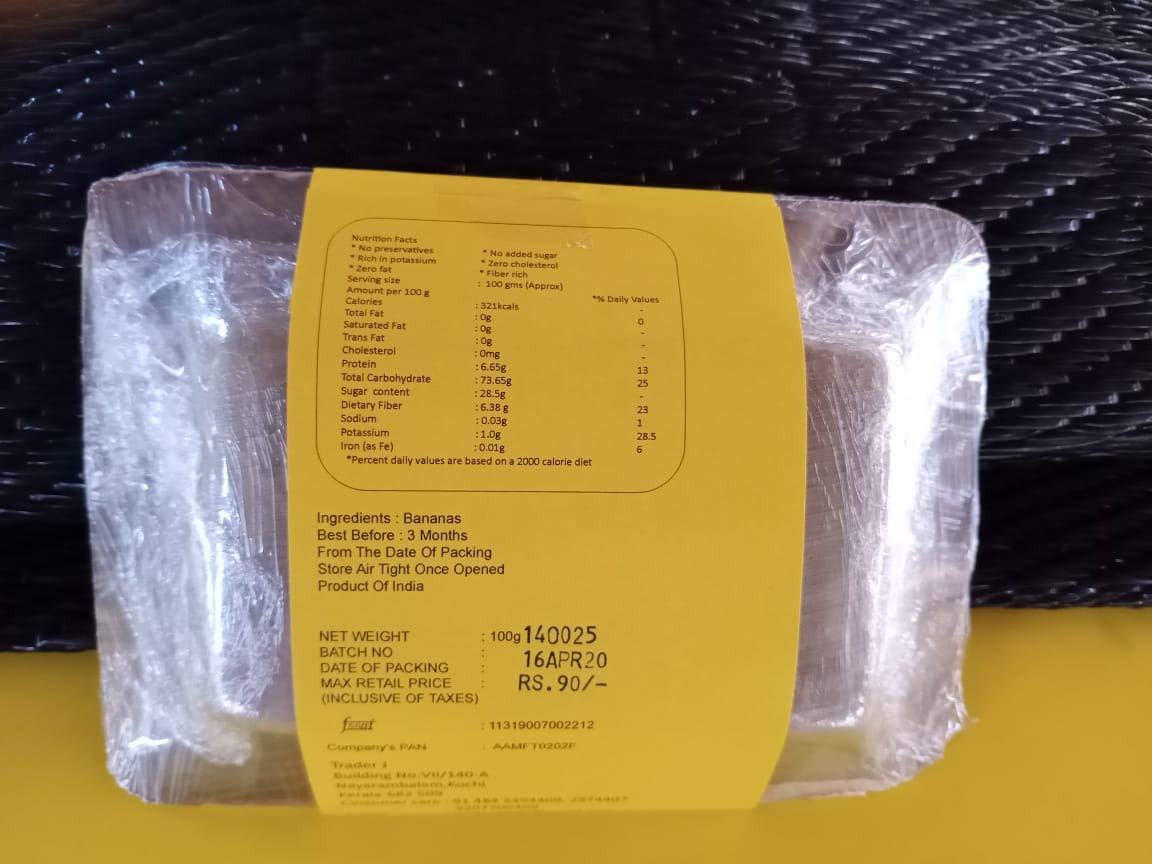 Nutrition Facts
* No preservatives * No added sugar
* Rich in potassium * Zero cholesterol
* Zero fat * Fiber rich
Serving size : 100 gms (Approx)
Amount per 100 g *% Daily Values
Calories : 321kcals -
Total Fat : 0g 0
Saturated Fat : 0g -
Trans Fat : 0g -
Cholesterol : 0mg -
Protein : 6.65g 13
Total Carbohydrate : 73.65g 25
Sugar content : 28.5g -
Dietary Fiber : 6.38 g 23
Sodium : 0.03g 1
Potassium : 1.0g 28.5
Iron (as Fe) : 0.01g 6
*Percent daily values are based on a 2000 calorie diet
Ingredients : Bananas
Best Before : 3 Months
From The Date Of Packing
Store Air Tight Once Opened
Product Of India
NET WEIGHT : 100g
BATCH NO : 140025
DATE OF PACKING : 16APR20
MAX RETAIL PRICE : RS.90/-
(INCLUSIVE OF TAXES)
fssai : 11319007002212
Company's PAN : AAMFT0202F
Trader J
Building No:VII/140-A
Nayarambalam,Kochi
Kerala 682 509
Customer care :